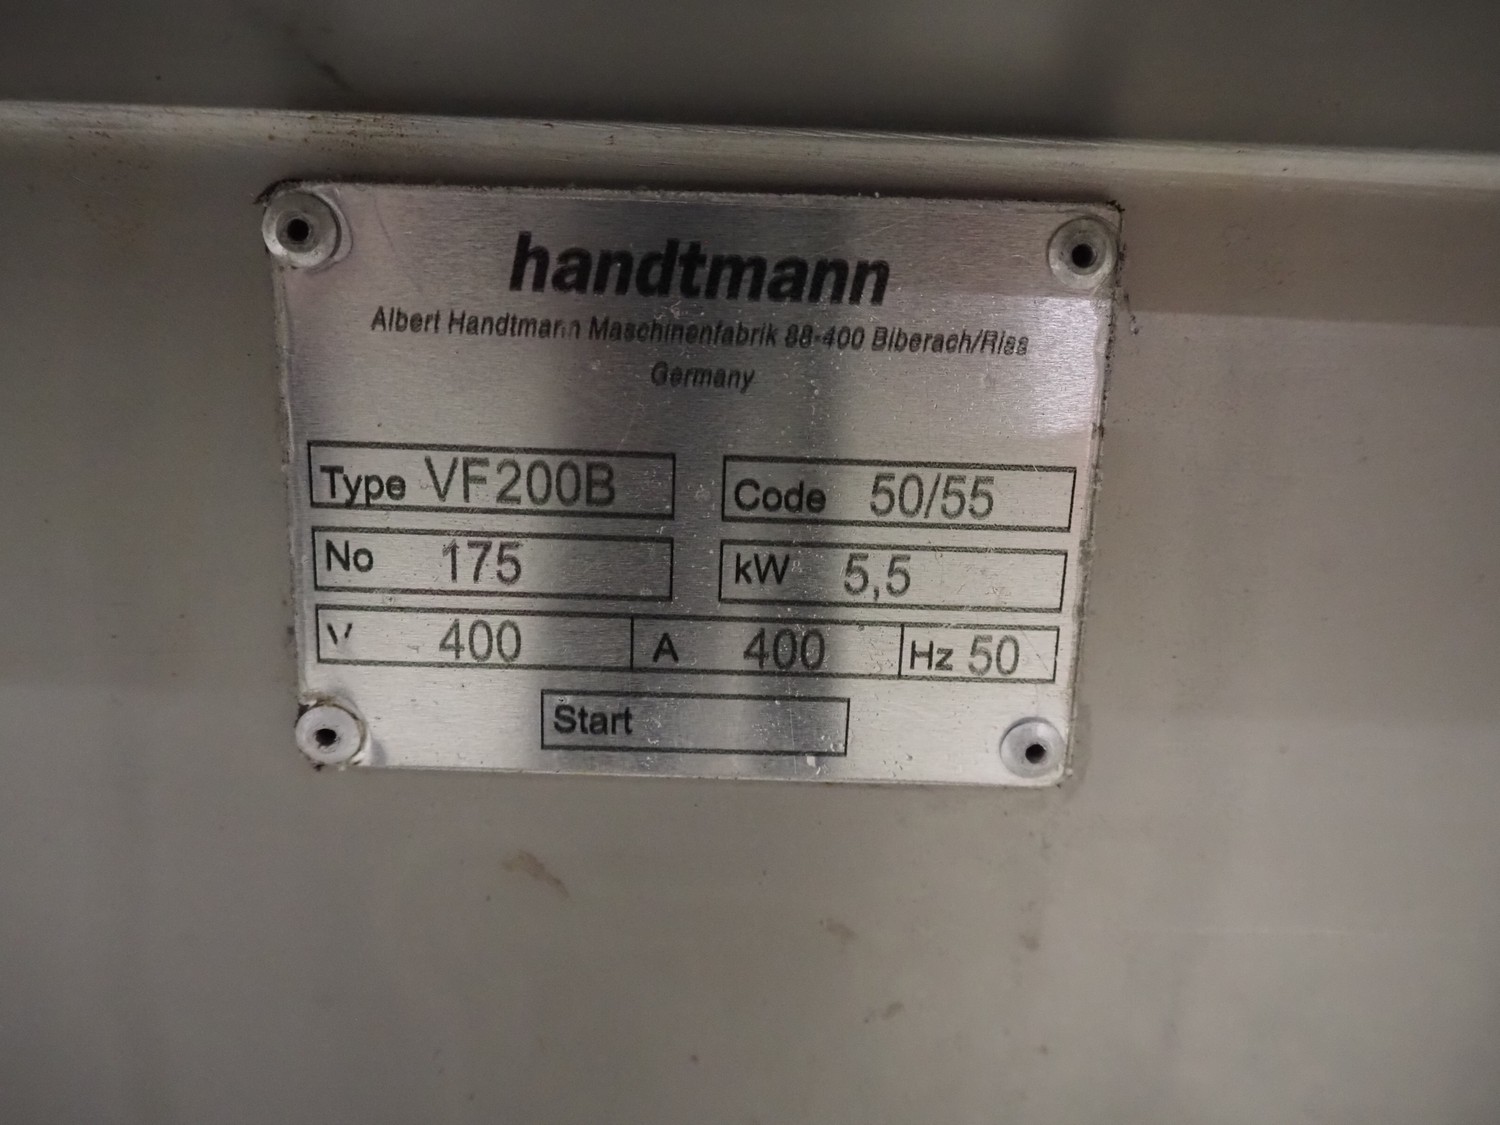 handtmann
Albert Handtmann Maschinenfabrik 88-400 Biberach/Riss
Germany
Type VF200B Code 50/55
No 175 kW 5,5
V 400 A 400 Hz 50
Start